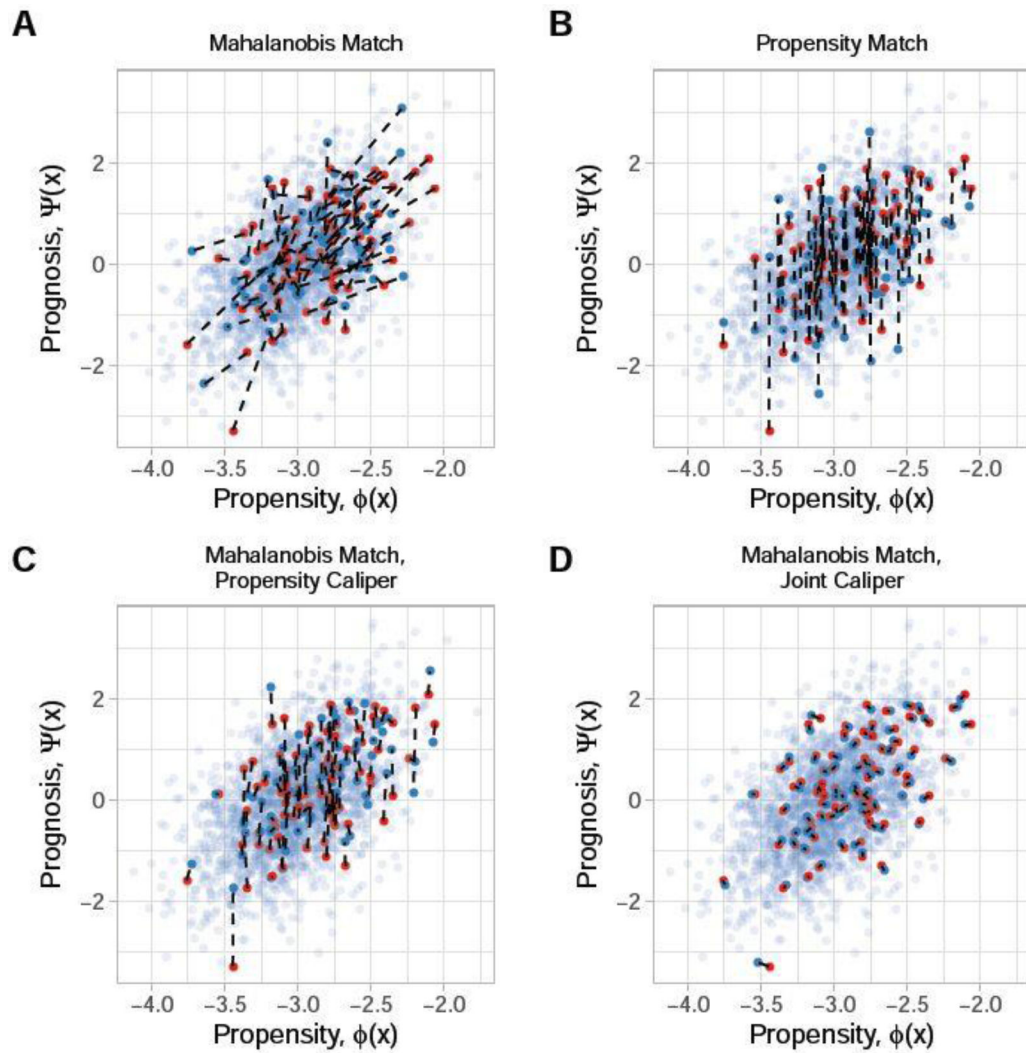 A
Mahalanobis Match
Prognosis, Ψ(x)
2
0
−2
−4.0 −3.5 −3.0 −2.5 −2.0
Propensity, ϕ(x)
B
Propensity Match
Prognosis, Ψ(x)
2
0
−2
−4.0 −3.5 −3.0 −2.5 −2.0
Propensity, ϕ(x)
C
Mahalanobis Match,
Propensity Caliper
Prognosis, Ψ(x)
2
0
−2
−4.0 −3.5 −3.0 −2.5 −2.0
Propensity, ϕ(x)
D
Mahalanobis Match,
Joint Caliper
Prognosis, Ψ(x)
2
0
−2
−4.0 −3.5 −3.0 −2.5 −2.0
Propensity, ϕ(x)